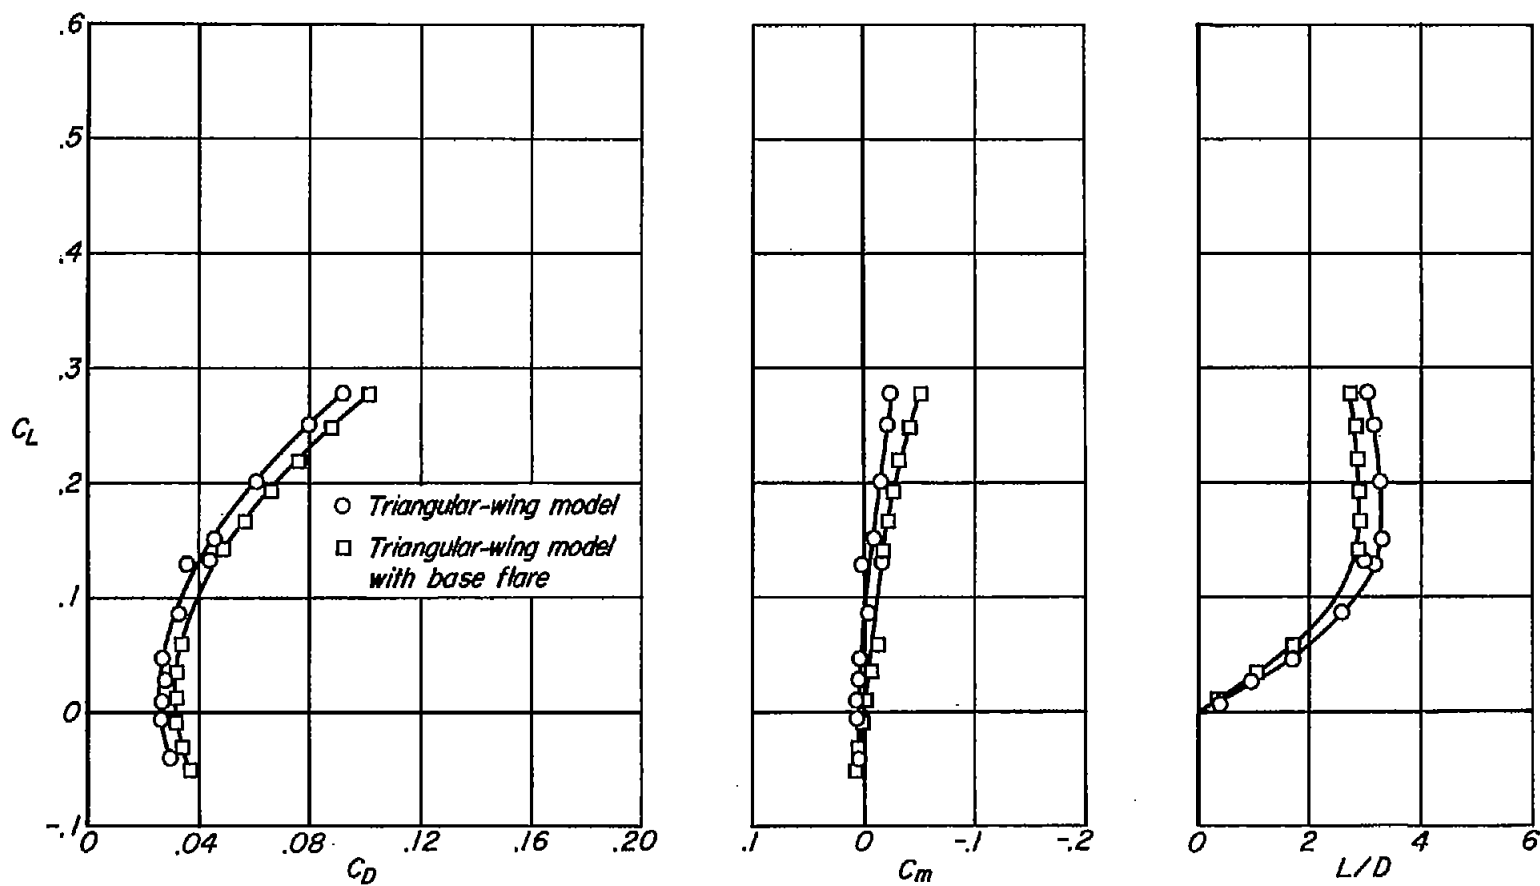 .6
.5
.4
.3
C_L
.2
.1
0
-.1
○ Triangular-wing model
□ Triangular-wing model
with base flare
0 .04 .08 .12 .16 .20
C_D
.1 0 -.1 -.2
C_m
0 2 4 6
L/D